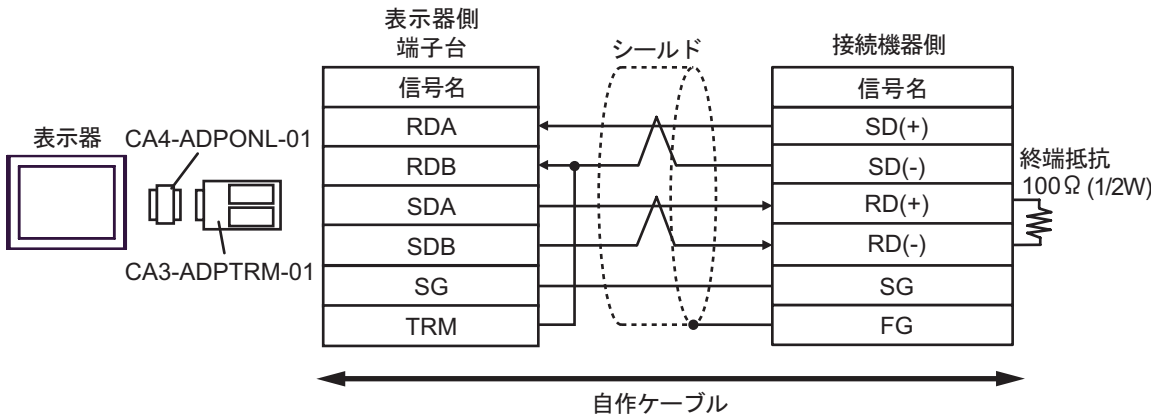 表示器側
端子台
シールド
接続機器側
信号名
信号名
表示器
CA4-ADPONL-01
RDA
SD(+)
RDB
SD(-)
終端抵抗
100Ω (1/2W)
SDA
RD(+)
SDB
RD(-)
CA3-ADPTRM-01
SG
SG
TRM
FG
自作ケーブル